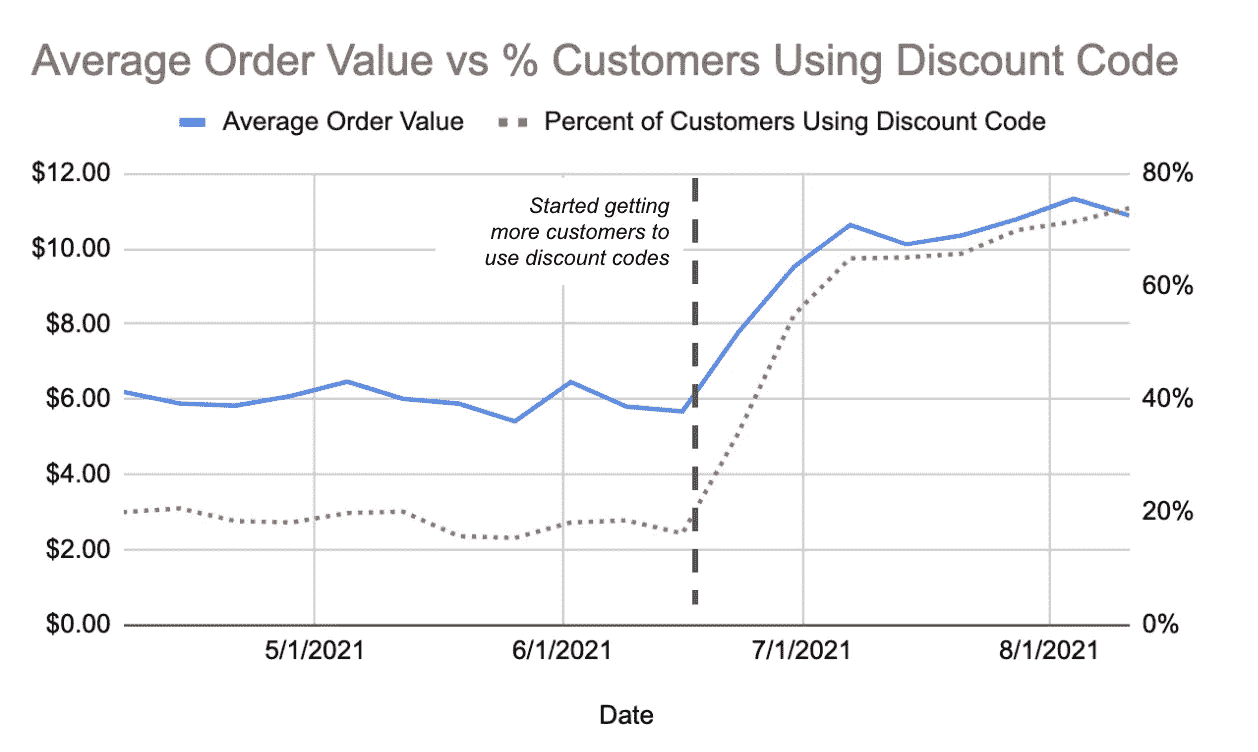 Average Order Value vs % Customers Using Discount Code
Average Order Value
Percent of Customers Using Discount Code
$12.00
$10.00
$8.00
$6.00
$4.00
$2.00
$0.00
80%
60%
40%
20%
0%
Started getting
more customers to
use discount codes
5/1/2021
6/1/2021
7/1/2021
8/1/2021
Date